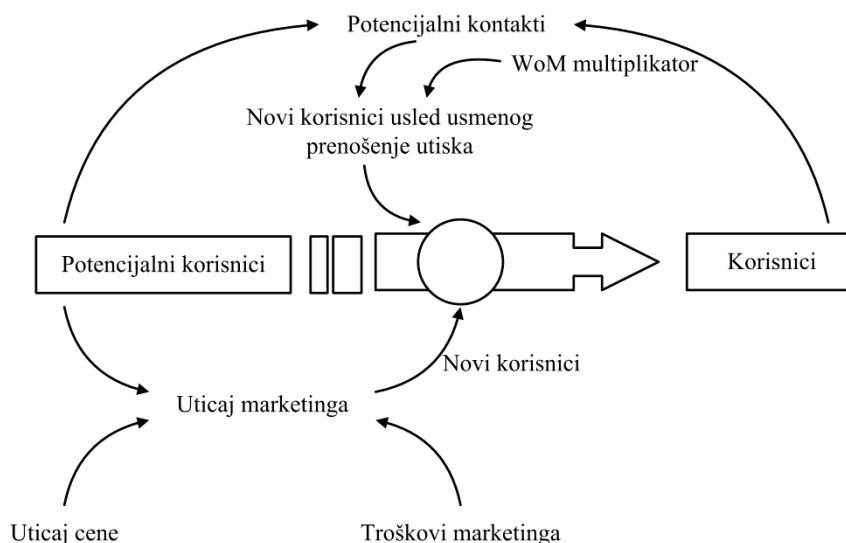 Potencijalni kontakti
WoM multiplikator
Novi korisnici usled usmenog
prenošenje utiska
Potencijalni korisnici
Korisnici
Novi korisnici
Uticaj marketinga
Uticaj cene
Troškovi marketinga